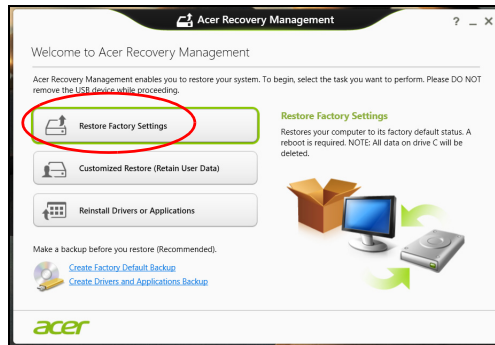 Acer Recovery Management
? _ X
Welcome to Acer Recovery Management
Acer Recovery Management enables you to restore your system. To begin, select the task you want to perform. Please DO NOT
remove the USB device while proceeding.
Restore Factory Settings
Customized Restore (Retain User Data)
Reinstall Drivers or Applications
Restore Factory Settings
Restores your computer to its factory default status. A
reboot is required. NOTE: All data on drive C will be
deleted.
Make a backup before you restore (Recommended).
Create Factory Default Backup
Create Drivers and Applications Backup
acer